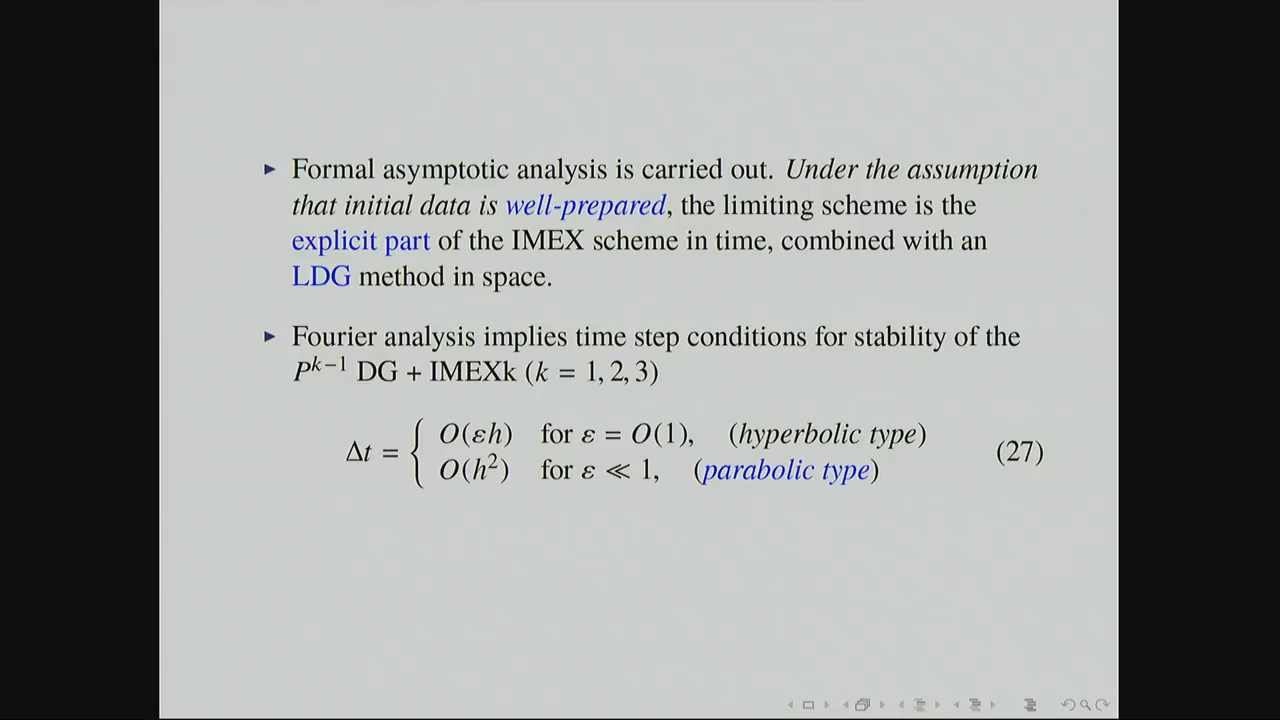 ▶ Formal asymptotic analysis is carried out. Under the assumption
that initial data is well-prepared, the limiting scheme is the
explicit part of the IMEX scheme in time, combined with an
LDG method in space.
▶ Fourier analysis implies time step conditions for stability of the
P^{k−1} DG + IMEXk (k = 1, 2, 3)
Δt = { O(εh) for ε = O(1), (hyperbolic type)
O(h²) for ε ≪ 1, (parabolic type) (27)